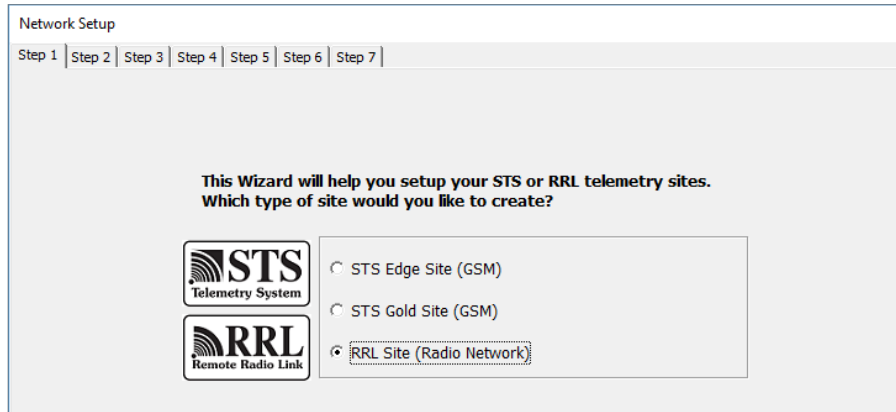 Network Setup
Step 1 Step 2 Step 3 Step 4 Step 5 Step 6 Step 7
This Wizard will help you setup your STS or RRL telemetry sites.
Which type of site would you like to create?
STS
Telemetry System
RRL
Remote Radio Link
STS Edge Site (GSM)
STS Gold Site (GSM)
RRL Site (Radio Network)